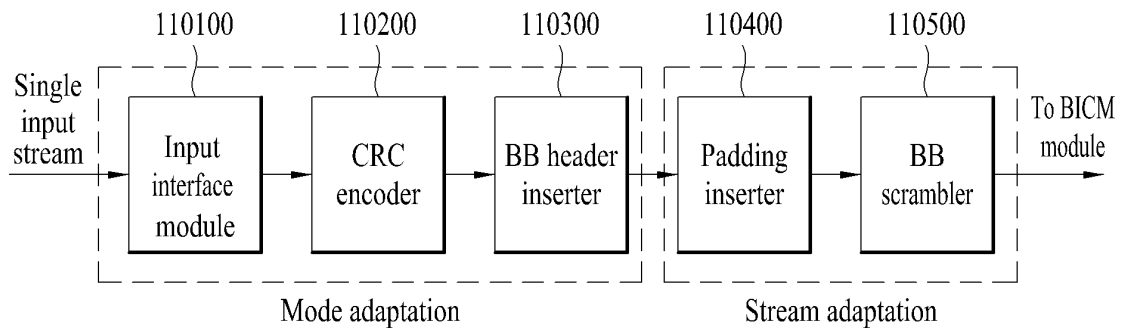 110100
110200
110300
110400
110500
Single
input
stream
Input
interface
module
CRC
encoder
BB header
inserter
Padding
inserter
BB
scrambler
To BICM
module
Mode adaptation
Stream adaptation